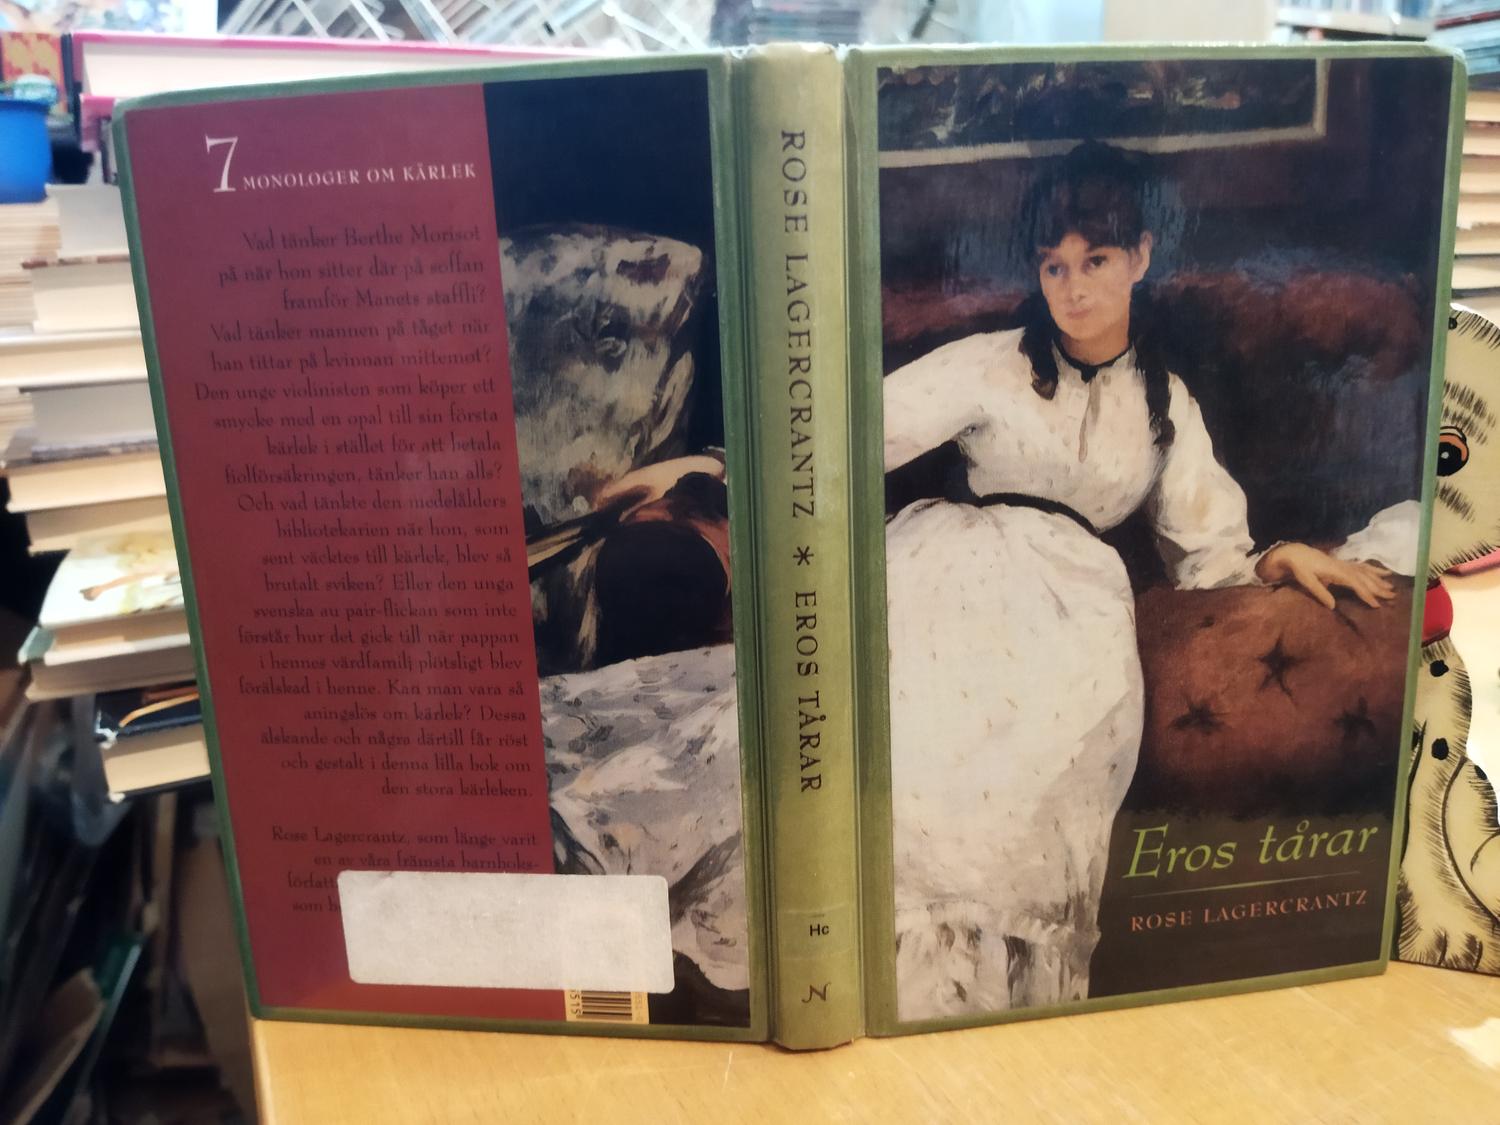 7 MONOLOGER OM KÄRLEK
Vad tänker Berthe Morisot
på när hon sitter där på soffan
framför Manets staffli?
Vad tänker mannen på tåget när
han tittar på kvinnan mittemot?
Den unge violinisten som köper ett
smycke med en opal till sin första
kärlek i stället för att betala
fiolförsäkringen, tänker han alls?
Och vad tänkte den medelålders
bibliotekarien när hon, som
sent väcktes till kärlek, blev så
brutalt sviken? Eller den unga
svenska au pair-flickan som inte
förstår hur det gick till när pappan
i hennes värdfamilj plötsligt blev
förälskad i henne. Kan man vara så
aningslös om kärlek? Dessa
älskande och några därtill får röst
och gestalt i denna lilla bok om
den stora kärleken.
Rose Lagercrantz, som länge varit
en av våra främsta barnboks-
författ
som
ROSE LAGERCRANTZ * EROS TÅRAR
Hc
Eros tårar
ROSE LAGERCRANTZ